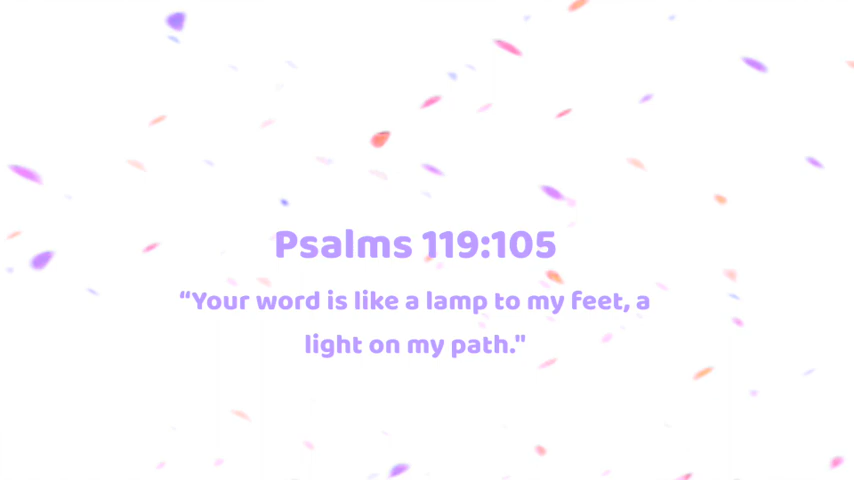 Psalms 119:105
“Your word is like a lamp to my feet, a
light on my path."